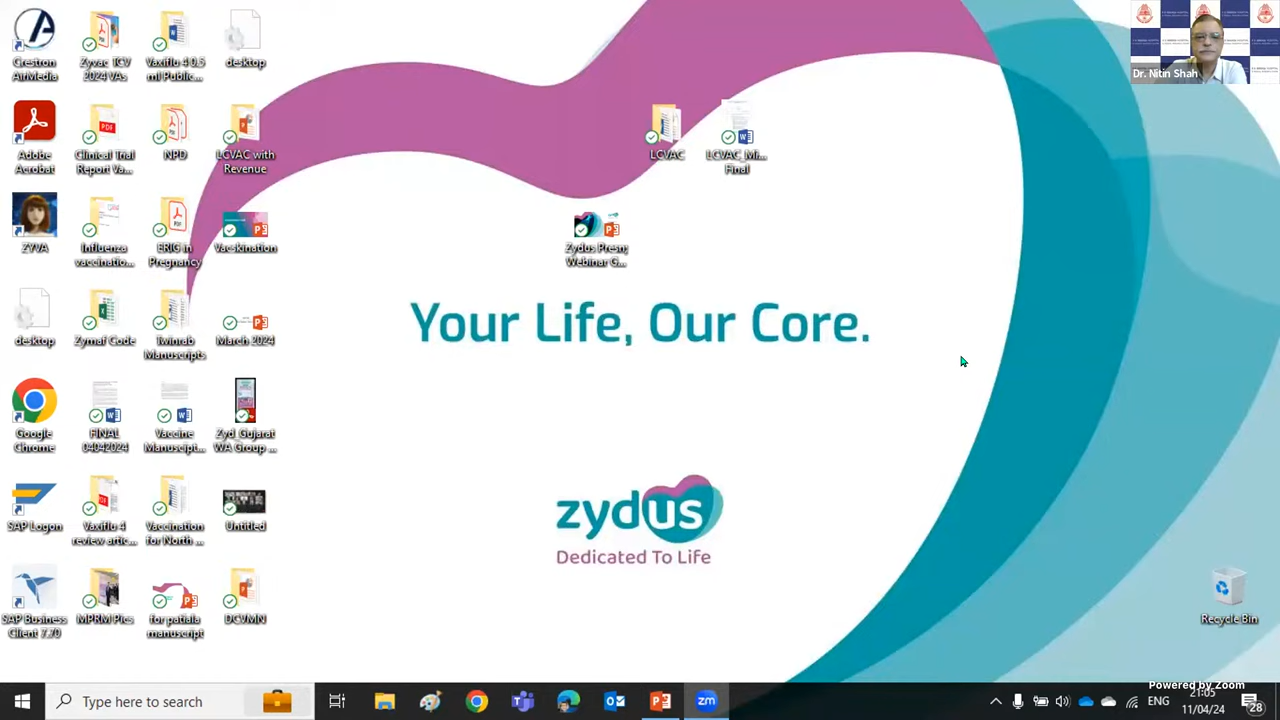 Crestron
AirMedia
Zyvac TCV
2024 VAs
Vaxiflu 4 0.5
ml Public...
desktop
Dr. Nitin Shah
Adobe
Acrobat
Clinical Trial
Report Va...
NPD
LCVAC with
Revenue
LCVAC
LCVAC_Mi...
Final
ZYVA
Influenza
vaccinatio...
ERIG in
Pregnancy
Vacskination
Zydus Presn;
Webinar G...
desktop
Zymaf Code
Twinrab
Manuscripts
March 2024
Your Life, Our Core.
Google
Chrome
FINAL
04042024
Vaccine
Manuscipt...
Zyd_Gujarat
WA Group ...
SAP Logon
Vaxiflu 4
review artic...
Vaccination
for North ...
Untitled
zydus
Dedicated To Life
SAP Business
Client 7.70
MPRM Pics
for patiala
manuscript
DCVMN
Recycle Bin
Type here to search
zm
Powered by Zoom
ENG
21:05
11/04/24
28